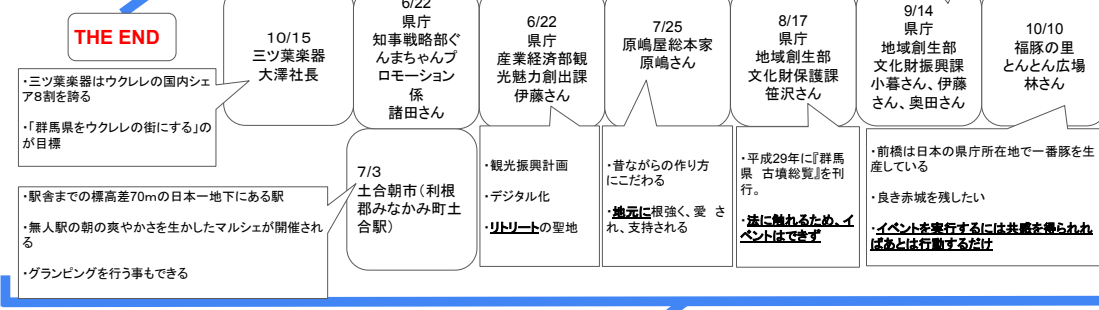 THE END
10/15
三ツ葉楽器
大澤社長
6/22
県庁
知事戦略部ぐ
んまちゃんプ
ロモーション
係
諸田さん
6/22
県庁
産業経済部観
光魅力創出課
伊藤さん
7/25
原嶋屋総本家
原嶋さん
8/17
県庁
地域創生部
文化財保護課
笹沢さん
9/14
県庁
地域創生部
文化財振興課
小暮さん、伊藤
さん、奥田さん
10/10
福豚の里
とんとん広場
林さん
・三ツ葉楽器はウクレレの国内シェ
ア8割を誇る
・「群馬県をウクレレの街にする」の
が目標
7/3
土合朝市(利根
郡みなかみ町土
合駅)
・観光振興計画
・デジタル化
・リトリートの聖地
・昔ながらの作り方
にこだわる
・地元に根強く、愛 さ
れ、支持される
・平成29年に『群馬
県 古墳総覧』を刊
行。
・法に触れるため、イ
ベントはできず
・前橋は日本の県庁所在地で一番豚を生
産している
・良き赤城を残したい
・イベントを実行するには共感を得られれ
ばあとは行動するだけ
・駅舎までの標高差70mの日本一地下にある駅
・無人駅の朝の爽やかさを生かしたマルシェが開催され
る
・グランピングを行う事もできる